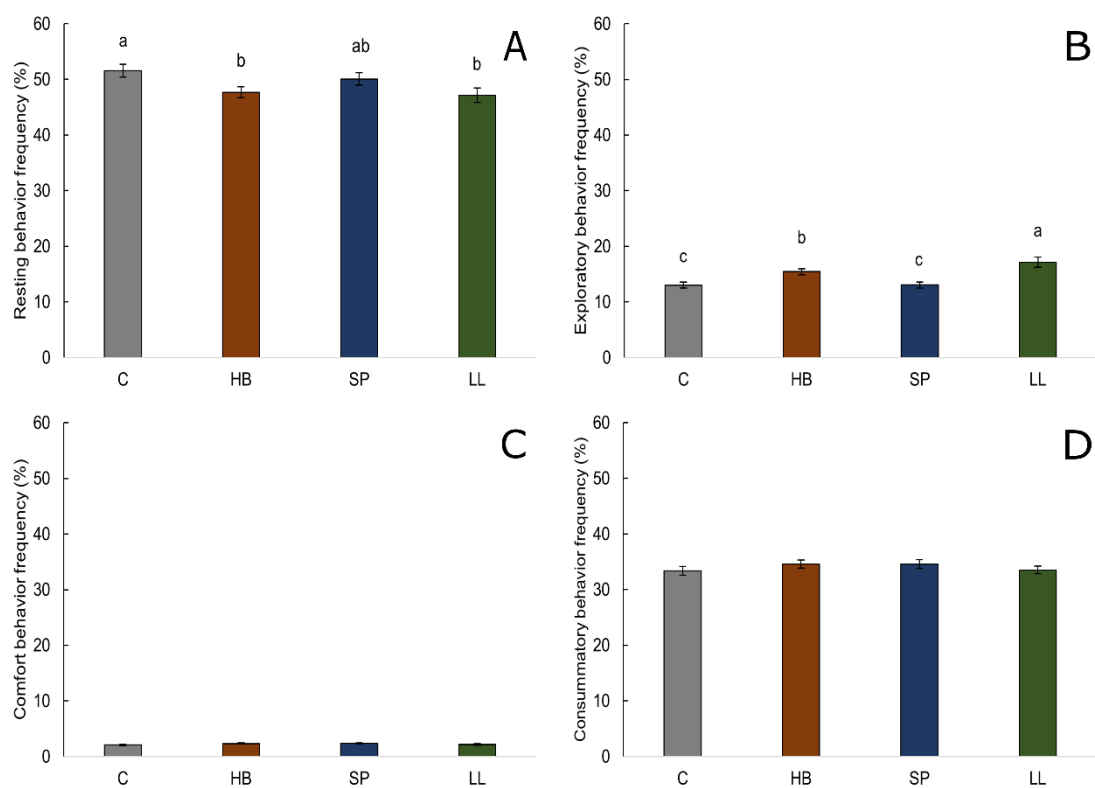 Resting behavior frequency (%)
60
50
40
30
20
10
0
a
b
ab
b
A
C
HB
SP
LL
Exploratory behavior frequency (%)
60
50
40
30
20
10
0
c
b
c
a
B
C
HB
SP
LL
Comfort behavior frequency (%)
60
50
40
30
20
10
0
C
C
HB
SP
LL
Consummatory behavior frequency (%)
60
50
40
30
20
10
0
D
C
HB
SP
LL